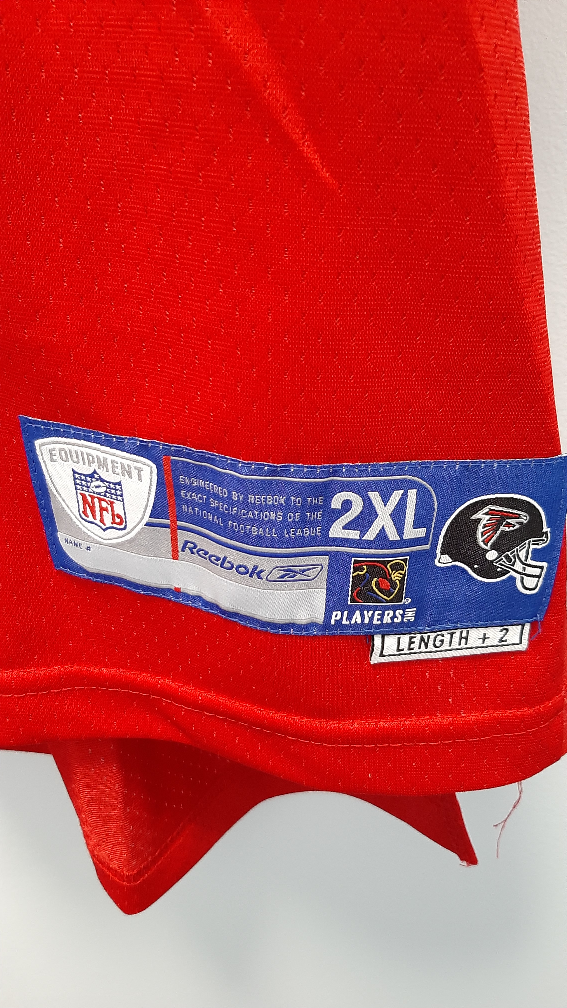 EQUIPMENT
NFL
NAME #
ENGINEERED BY REEBOK TO THE
EXACT SPECIFICATIONS OF THE
NATIONAL FOOTBALL LEAGUE
2XL
Reebok
PLAYERS INC
LENGTH + 2